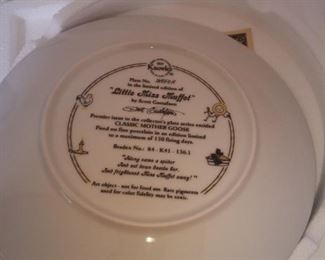 Knowles
Plate No.
in the limited edition of
"Little Miss Muffet"
by Scott Gustafson
Scott Gustafson
Premier issue in the collector's plate series entitled
CLASSIC MOTHER GOOSE
Fired on fine porcelain in an edition limited
to a maximum of 150 firing days.
Bradex No.: 84 - K41 - 136.1
"Along came a spider
And sat down beside her,
And frightened Miss Muffet away!"
Art object - not for food use. Rare pigments
used for color fidelity may be toxic.